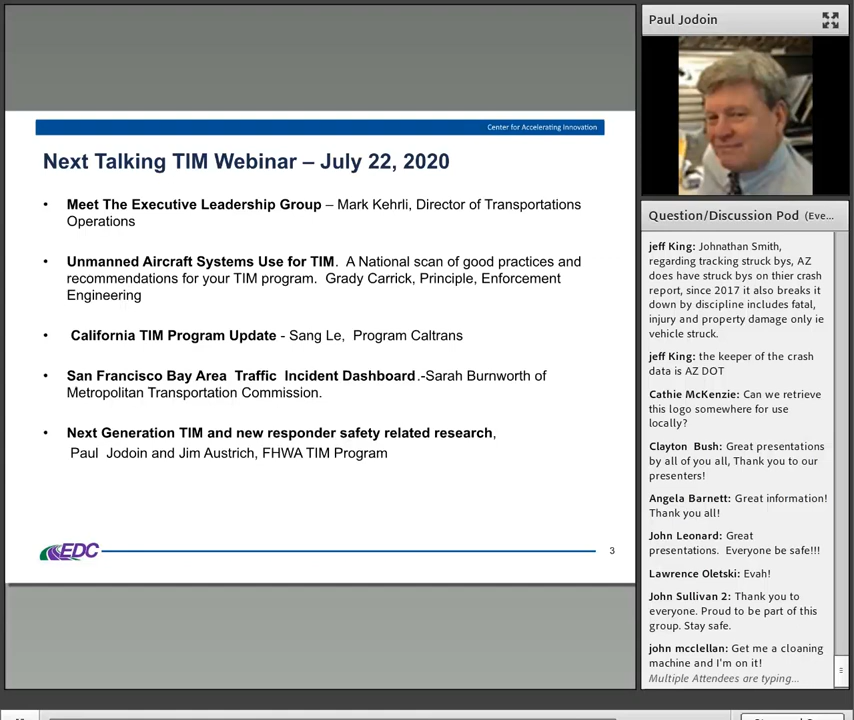 Center for Accelerating Innovation
Next Talking TIM Webinar – July 22, 2020
• Meet The Executive Leadership Group – Mark Kehrli, Director of Transportations
Operations
• Unmanned Aircraft Systems Use for TIM. A National scan of good practices and
recommendations for your TIM program. Grady Carrick, Principle, Enforcement
Engineering
• California TIM Program Update - Sang Le, Program Caltrans
• San Francisco Bay Area Traffic Incident Dashboard.-Sarah Burnworth of
Metropolitan Transportation Commission.
• Next Generation TIM and new responder safety related research,
Paul Jodoin and Jim Austrich, FHWA TIM Program
EDC
3
Paul Jodoin
Question/Discussion Pod (Eve...
jeff King: Johnathan Smith,
regarding tracking struck bys, AZ
does have struck bys on thier crash
report, since 2017 it also breaks it
down by discipline includes fatal,
injury and property damage only ie
vehicle struck.
jeff King: the keeper of the crash
data is AZ DOT
Cathie McKenzie: Can we retrieve
this logo somewhere for use
locally?
Clayton Bush: Great presentations
by all of you all, Thank you to our
presenters!
Angela Barnett: Great information!
Thank you all!
John Leonard: Great
presentations. Everyone be safe!!!
Lawrence Oletski: Evah!
John Sullivan 2: Thank you to
everyone. Proud to be part of this
group. Stay safe.
john mcclellan: Get me a cloaning
machine and I'm on it!
Multiple Attendees are typing...